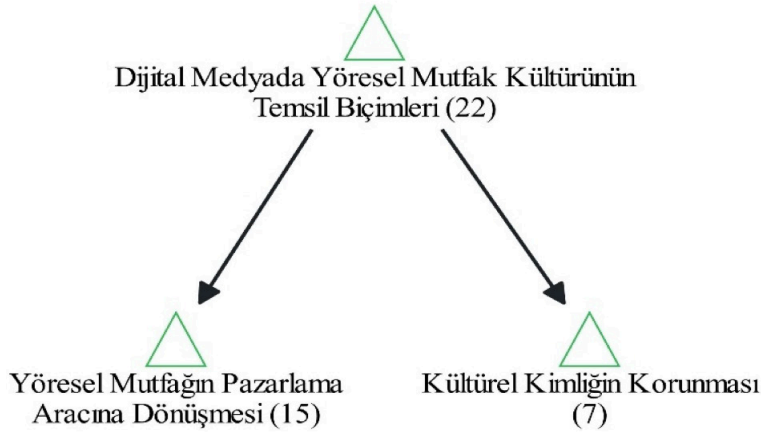 Dijital Medyada Yöresel Mutfak Kültürünün
Temsil Biçimleri (22)
Yöresel Mutfağın Pazarlama
Aracına Dönüşmesi (15)
Kültürel Kimliğin Korunması
(7)